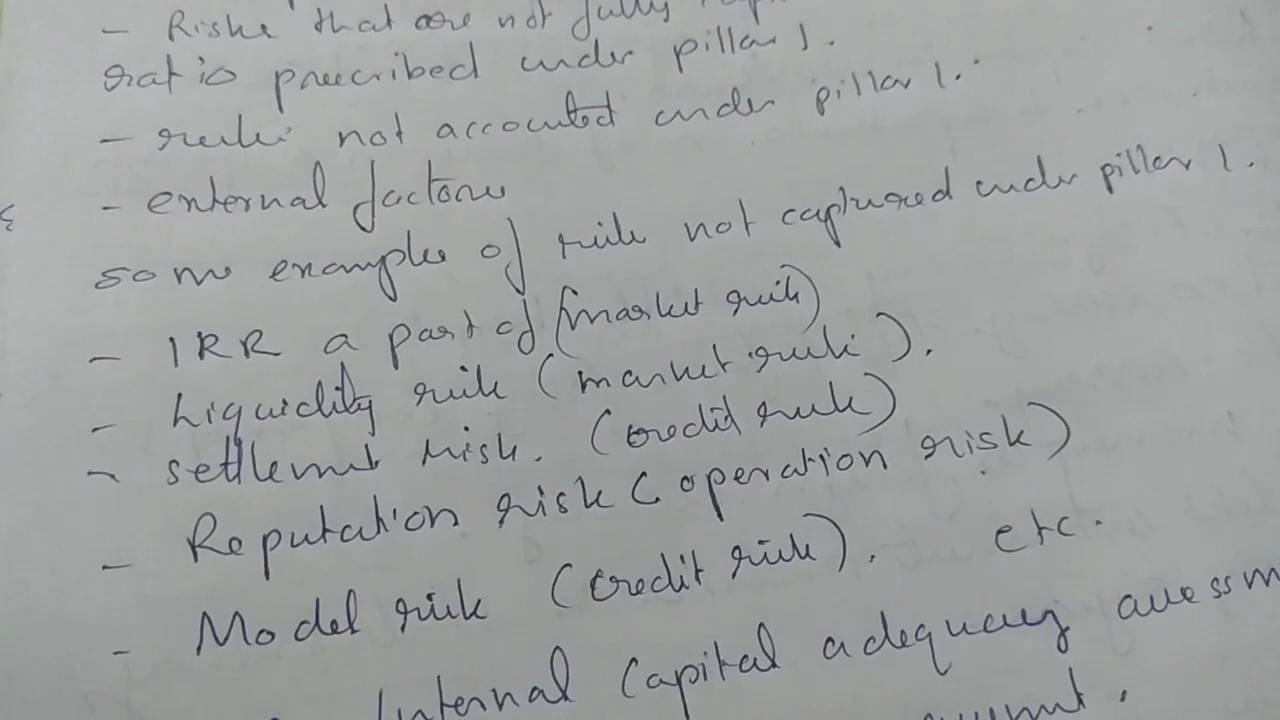 - Risks that are not fully
ratio prescribed under pillar 1.
- risks not accounted under pillar 1.
- external factors
some examples of risk not captured under pillar 1.
- IRR a part of (market risk)
- Liquidity risk (market risk).
- settlement risk. (credit risk)
- Reputation risk (operation risk)
- Model risk (credit risk). etc.
Internal Capital adequacy assessm